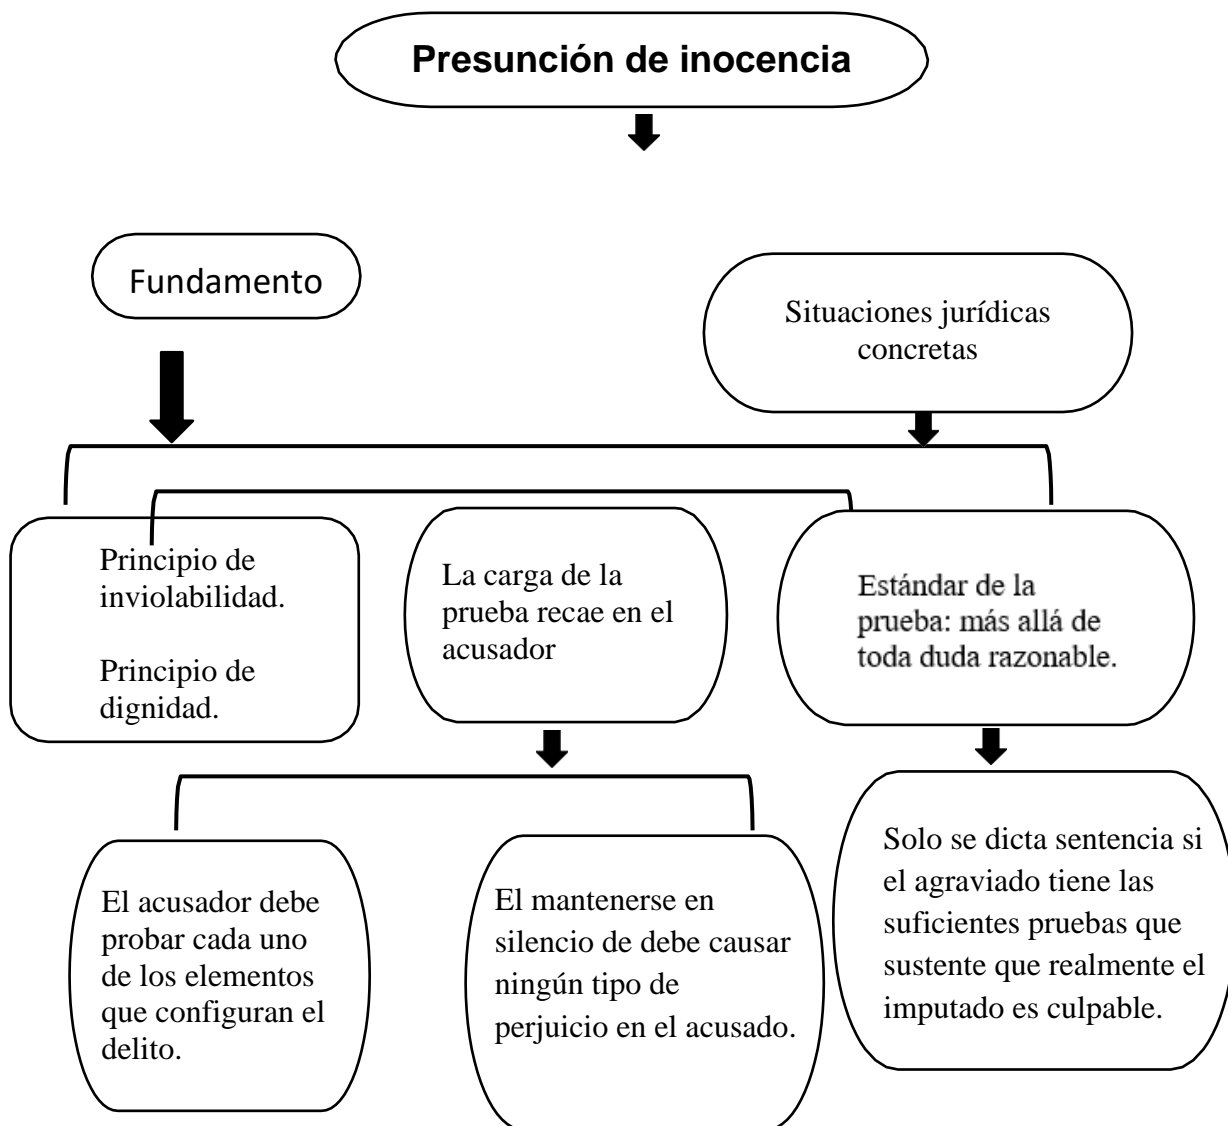 Presunción de inocencia
Fundamento
Situaciones jurídicas
concretas
Principio de
inviolabilidad.
Principio de
dignidad.
La carga de la
prueba recae en el
acusador
Estándar de la
prueba: más allá de
toda duda razonable.
El acusador debe
probar cada uno
de los elementos
que configuran el
delito.
El mantenerse en
silencio de debe causar
ningún tipo de
perjuicio en el acusado.
Solo se dicta sentencia si
el agraviado tiene las
suficientes pruebas que
sustente que realmente el
imputado es culpable.